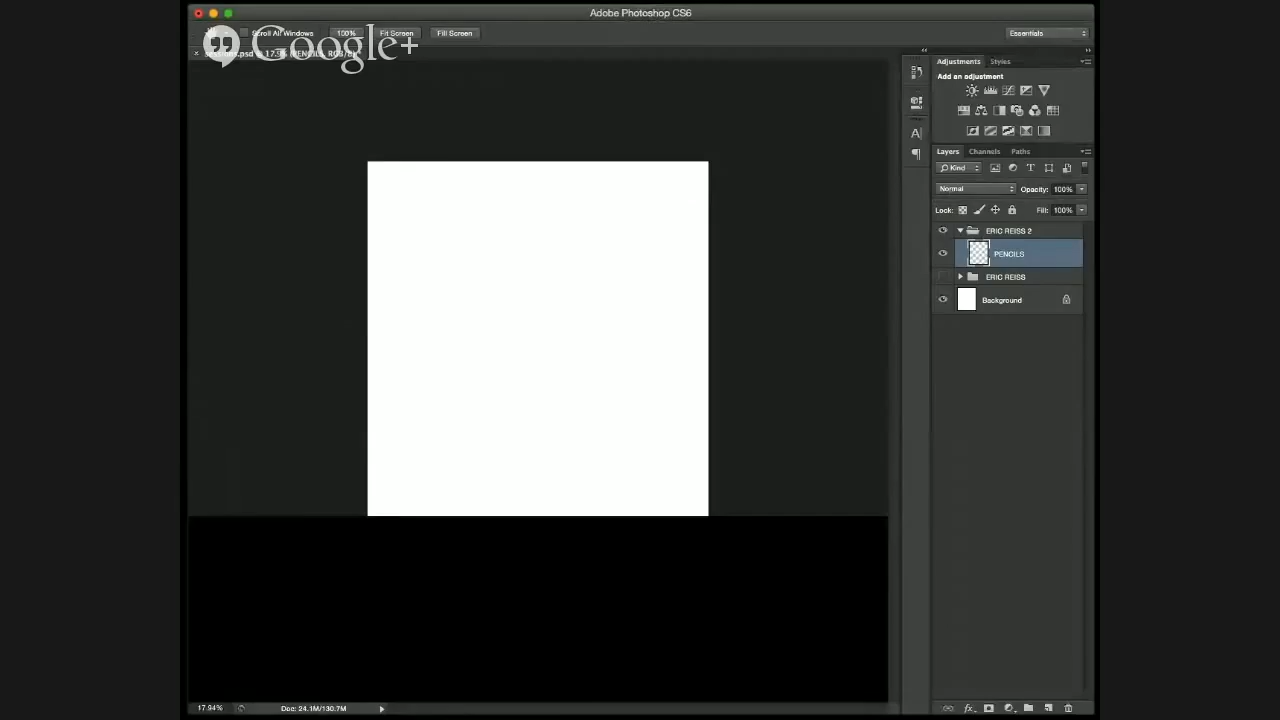 Adobe Photoshop CS6
Scroll All Windows 100% Fit Screen Fill Screen Essentials
Google+
Adjustments Styles
Add an adjustment
A
Layers Channels Paths
Kind T
Normal Opacity: 100%
Lock: Fill: 100%
ERIC REISS 2
PENCILS
ERIC REISS
Background
17.94% Doc: 24.1M/130.7M fx